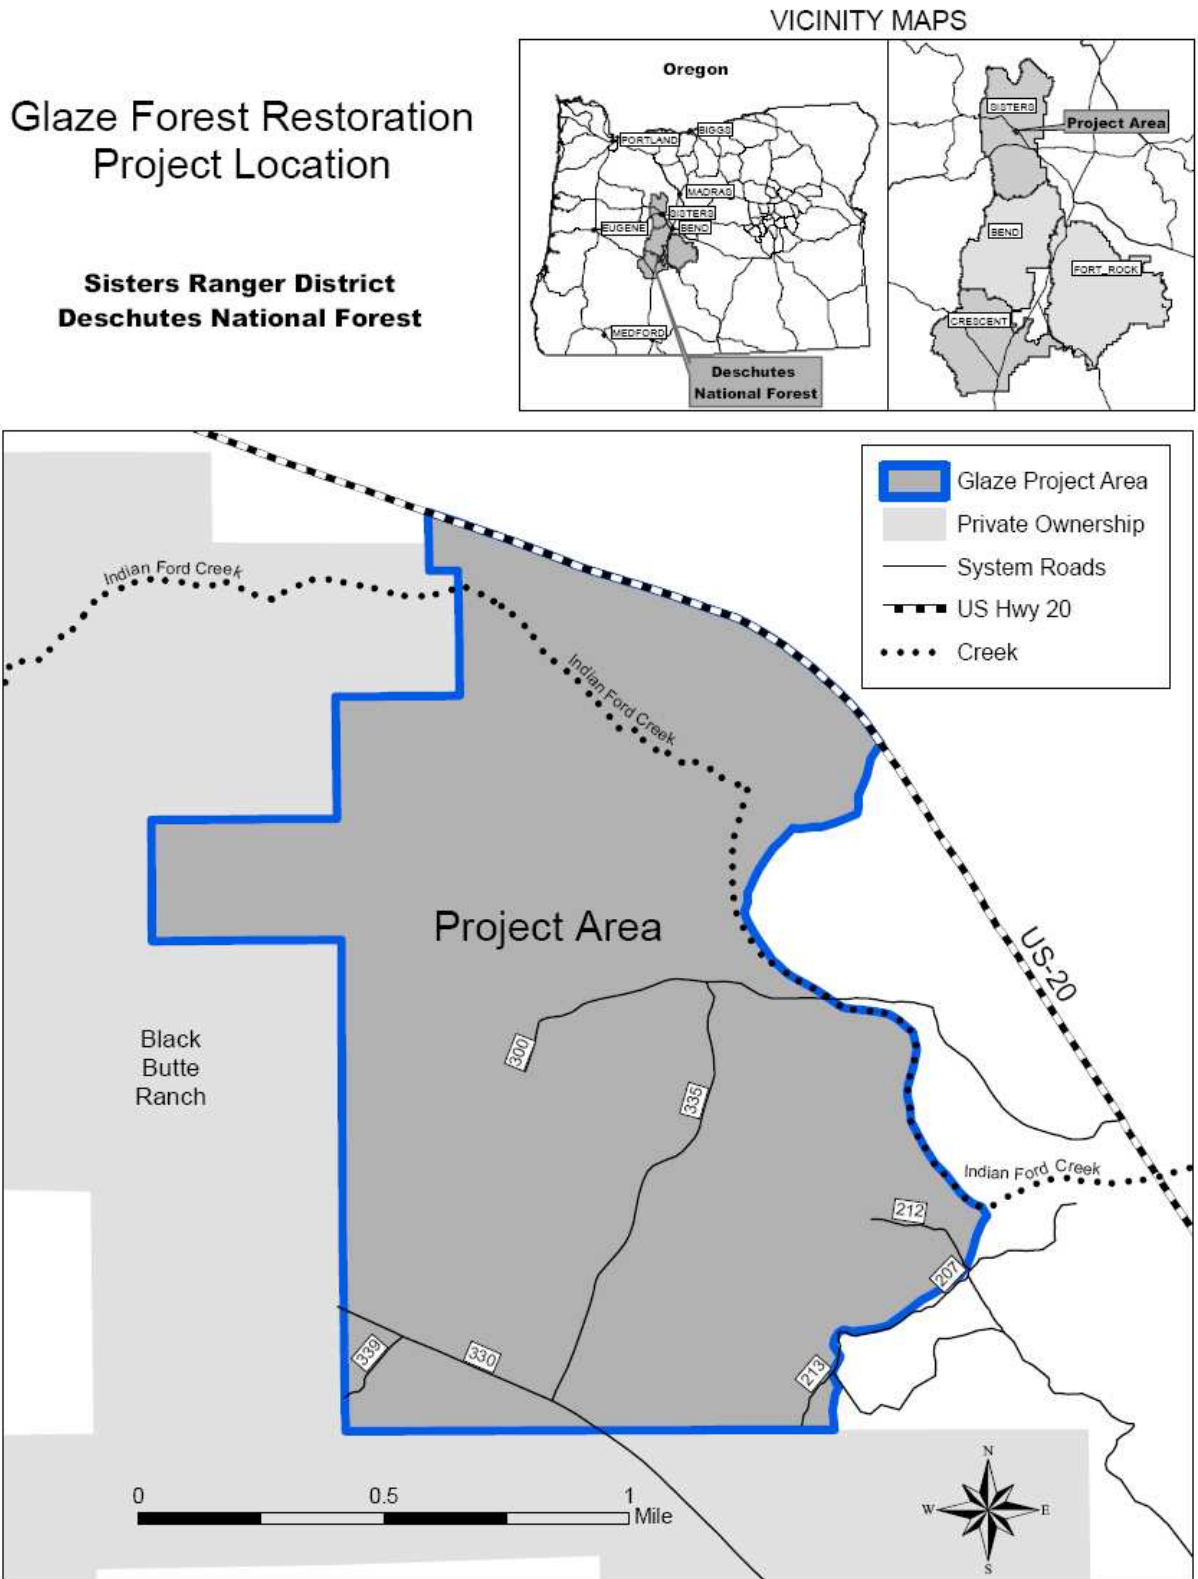 VICINITY MAPS
Glaze Forest Restoration
Project Location
Sisters Ranger District
Deschutes National Forest
Oregon
PORTLAND
BIGGS
MADRAS
SISTERS
EUGENE
BEND
MEDFORD
Deschutes
National Forest
SISTERS
Project Area
BEND
FORT_ROCK
CRESCENT
Glaze Project Area
Private Ownership
System Roads
US Hwy 20
Creek
Indian Ford Creek
Indian Ford Creek
Project Area
US-20
Black
Butte
Ranch
300
335
Indian Ford Creek
212
207
339
330
213
N
W
E
S
0
0.5
1
Mile